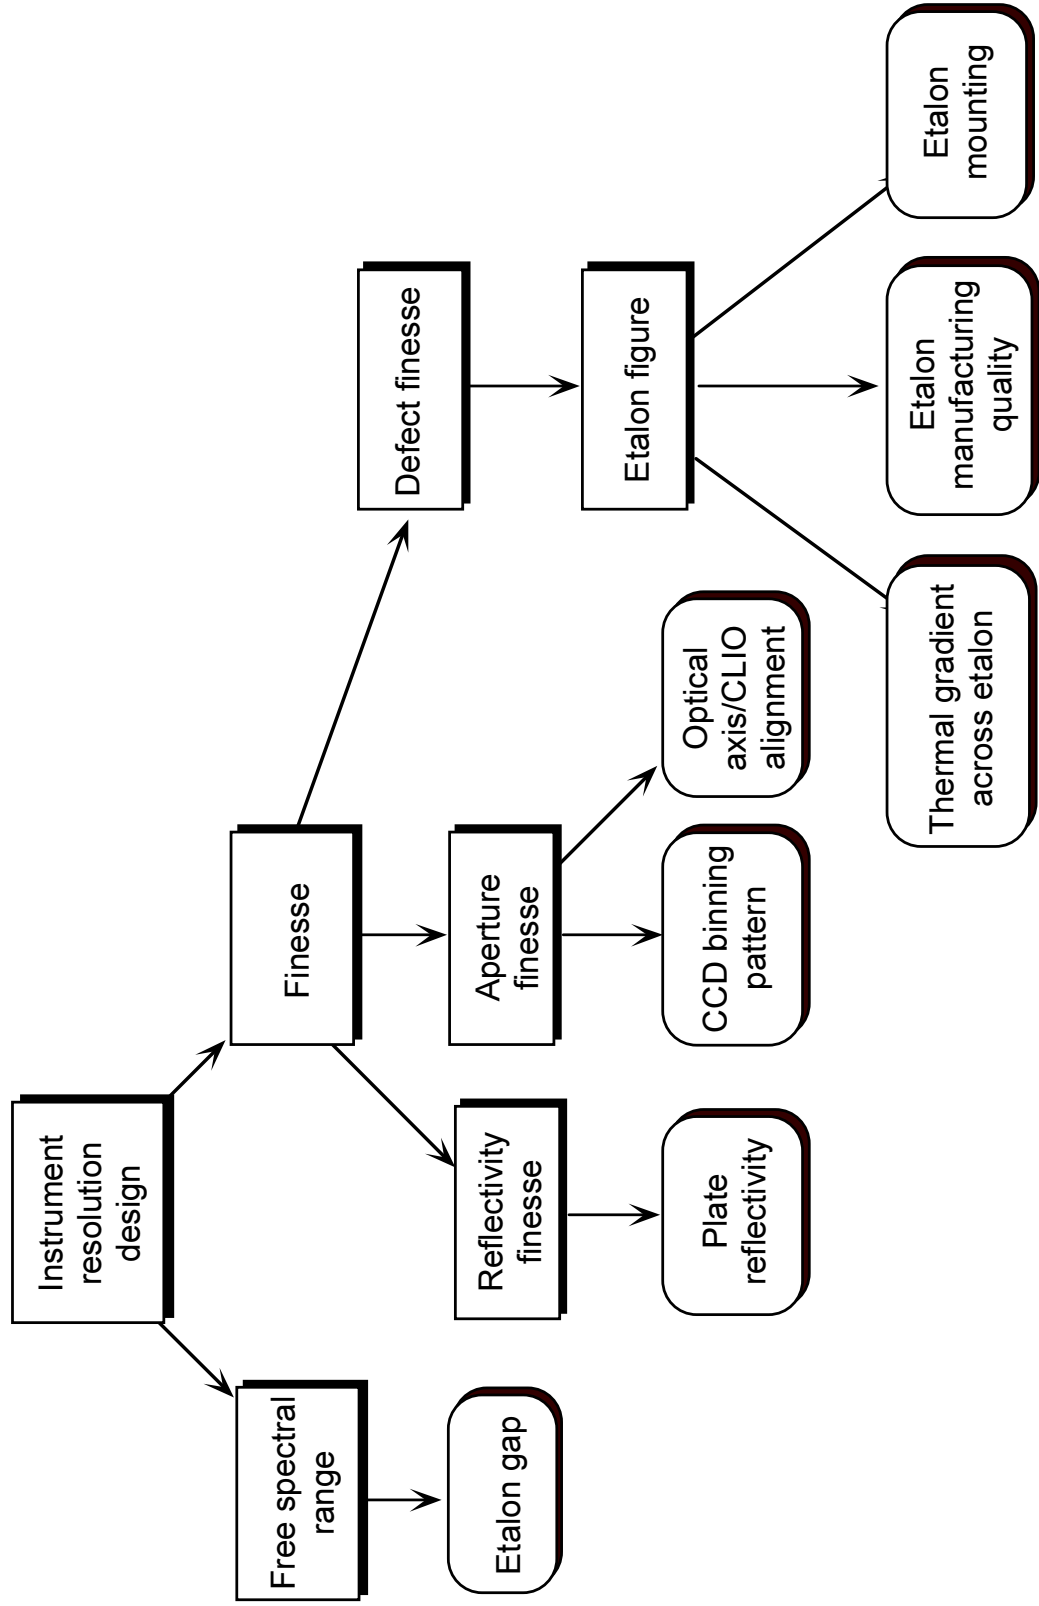 Instrument
resolution
design
Free spectral
range
Finesse
Etalon gap
Reflectivity
finesse
Aperture
finesse
Defect finesse
Plate
reflectivity
CCD binning
pattern
Optical
axis/CLIO
alignment
Etalon figure
Thermal gradient
across etalon
Etalon
manufacturing
quality
Etalon
mounting